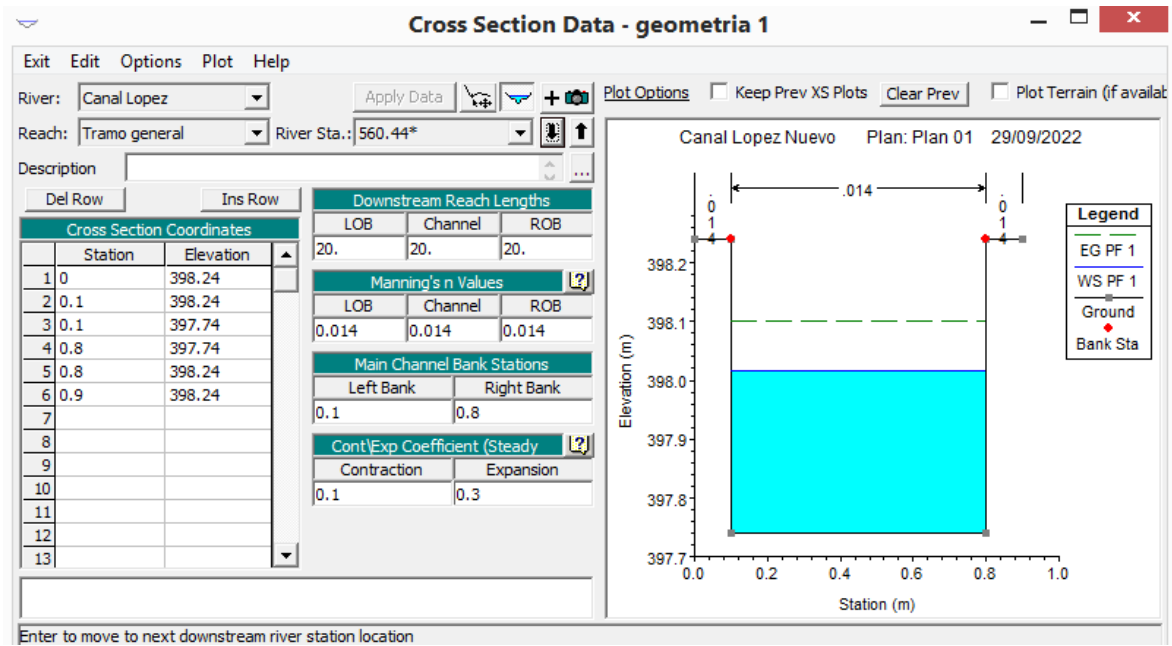 Cross Section Data - geometria 1
Exit Edit Options Plot Help
River: Canal Lopez Apply Data
Reach: Tramo general River Sta.: 560.44*
Description ...
Del Row Ins Row
Cross Section Coordinates
Station Elevation
1 0 398.24
2 0.1 398.24
3 0.1 397.74
4 0.8 397.74
5 0.8 398.24
6 0.9 398.24
7
8
9
10
11
12
13
Downstream Reach Lengths
LOB Channel ROB
20. 20. 20.
Manning's n Values
LOB Channel ROB
0.014 0.014 0.014
Main Channel Bank Stations
Left Bank Right Bank
0.1 0.8
Cont\Exp Coefficient (Steady
Contraction Expansion
0.1 0.3
Plot Options Keep Prev XS Plots Clear Prev Plot Terrain (if availab
Canal Lopez Nuevo Plan: Plan 01 29/09/2022
.014 .014 .014
398.2
398.1
398.0
397.9
397.8
397.7
Elevation (m)
0.0 0.2 0.4 0.6 0.8 1.0
Station (m)
Legend
EG PF 1
WS PF 1
Ground
Bank Sta
Enter to move to next downstream river station location